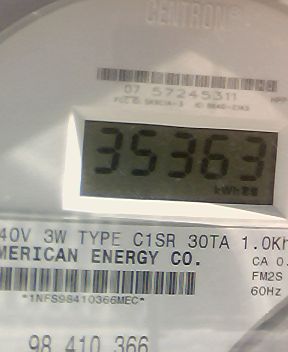 CENTRON®
07 57245311
35363
kWh
40V 3W TYPE C1SR 30TA 1.0Kh
MERICAN ENERGY CO.
CA 0.
FM2S
60Hz
*1NFS98410366MEC*
98 410 366